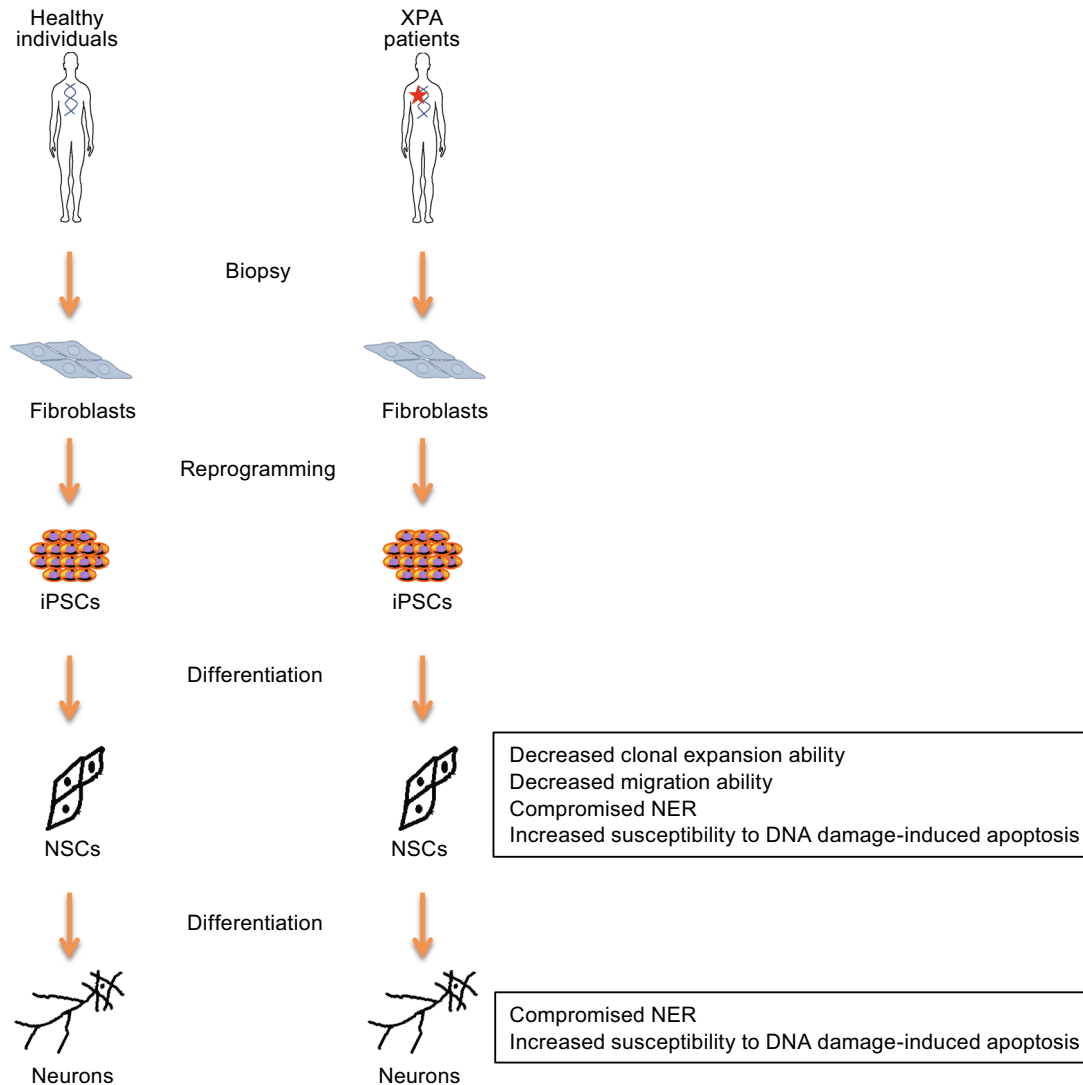 Healthy
individuals
XPA
patients
Biopsy
Fibroblasts
Fibroblasts
Reprogramming
iPSCs
iPSCs
Differentiation
NSCs
NSCs
Decreased clonal expansion ability
Decreased migration ability
Compromised NER
Increased susceptibility to DNA damage-induced apoptosis
Differentiation
Neurons
Neurons
Compromised NER
Increased susceptibility to DNA damage-induced apoptosis